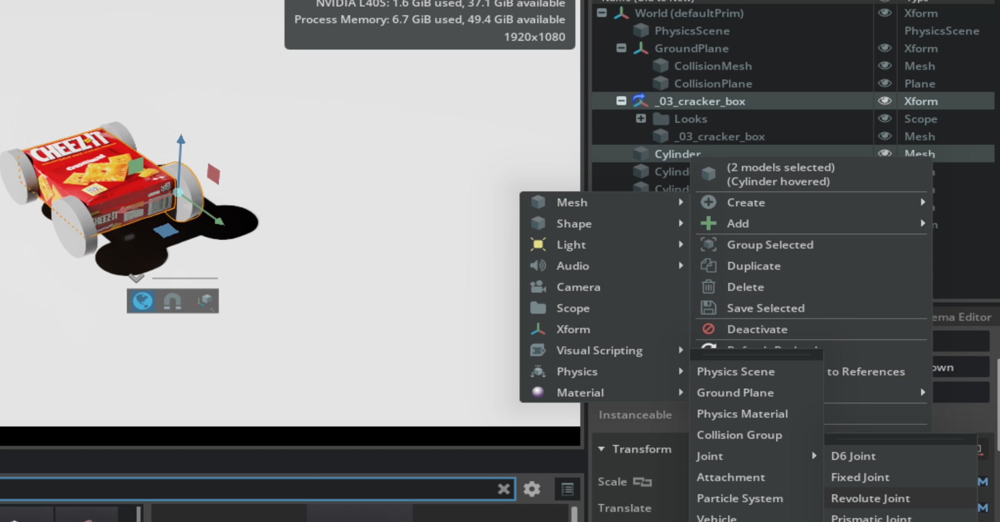 NVIDIA L40S: 1.6 GiB used, 37.1 GiB available
Process Memory: 6.7 GiB used, 49.4 GiB available
1920x1080
World (defaultPrim) Xform
PhysicsScene PhysicsScene
GroundPlane Xform
CollisionMesh Mesh
CollisionPlane Plane
_03_cracker_box Xform
Looks Scope
_03_cracker_box Mesh
Cylinder Mesh
Cylind
Cylind
CHEEZ-IT
CHEEZ-IT
(2 models selected)
(Cylinder hovered)
Create
Add
Group Selected
Duplicate
Delete
Save Selected
Deactivate
to References
Mesh
Shape
Light
Audio
Camera
Scope
Xform
Visual Scripting
Physics
Material
Physics Scene
Ground Plane
Physics Material
Collision Group
Joint
Attachment
Particle System
Vehicle
D6 Joint
Fixed Joint
Revolute Joint
Prismatic Joint
ema Editor
own
Instanceable
Transform
Scale
Translate
M
M